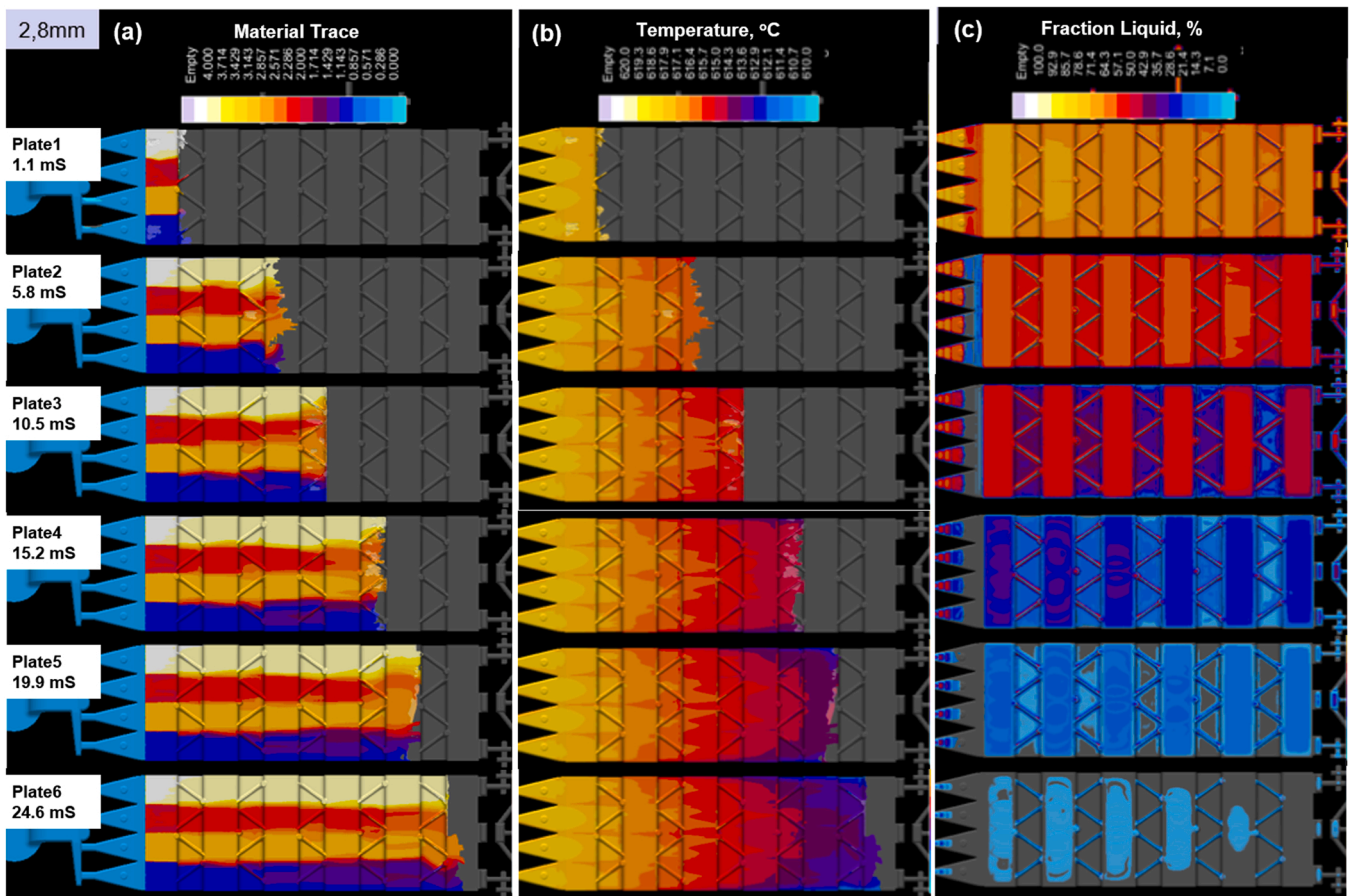 2,8mm
(a)
Material Trace
Empty
4.000
3.714
3.429
3.143
2.857
2.571
2.286
2.000
1.714
1.429
1.143
0.857
0.571
0.286
0.000
(b)
Temperature, °C
Empty
620.0
619.3
618.6
617.9
617.1
616.4
615.7
615.0
614.3
613.6
612.9
612.1
611.4
610.7
610.0
(c)
Fraction Liquid, %
Empty
100.0
92.9
85.7
78.6
71.4
64.3
57.1
50.0
42.9
35.7
28.6
21.4
14.3
7.1
0.0
Plate1
1.1 mS
Plate2
5.8 mS
Plate3
10.5 mS
Plate4
15.2 mS
Plate5
19.9 mS
Plate6
24.6 mS